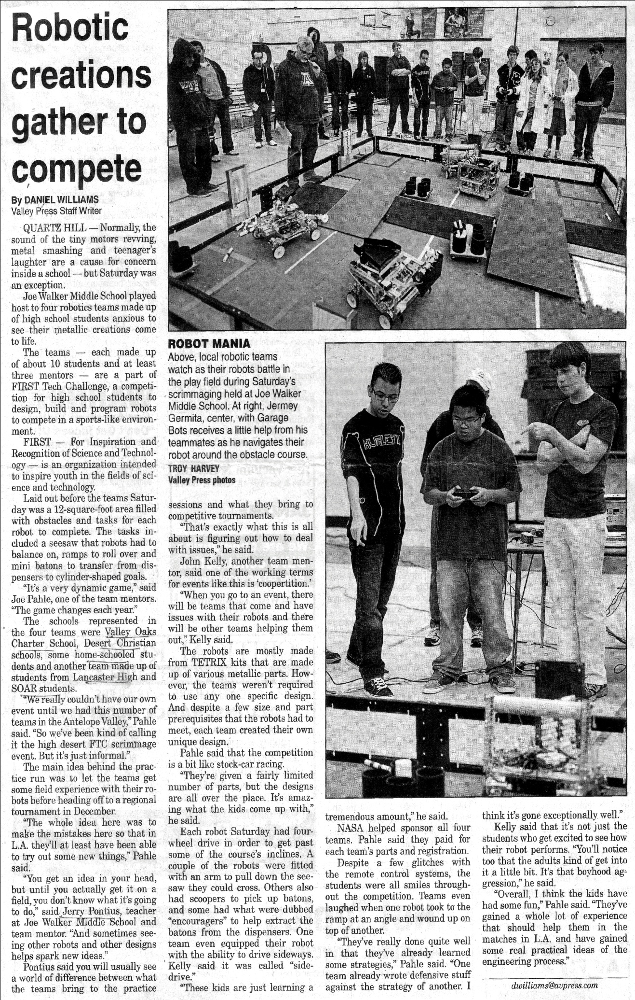 Robotic
creations
gather to
compete
By DANIEL WILLIAMS
Valley Press Staff Writer
QUARTZ HILL — Normally, the
sound of the tiny motors revving,
metal smashing and teenager's
laughter are a cause for concern
inside a school — but Saturday was
an exception.
Joe Walker Middle School played
host to four robotics teams made up
of high school students anxious to
see their metallic creations come
to life.
The teams — each made up
of about 10 students and at least
three mentors — are a part of
FIRST Tech Challenge, a competi-
tion for high school students to
design, build and program robots
to compete in a sports-like environ-
ment.
FIRST — For Inspiration and
Recognition of Science and Technol-
ogy — is an organization intended
to inspire youth in the fields of sci-
ence and technology.
Laid out before the teams Satur-
day was a 12-square-foot area filled
with obstacles and tasks for each
robot to complete. The tasks in-
cluded a seesaw that robots had to
balance on, ramps to roll over and
mini batons to transfer from dis-
pensers to cylinder-shaped goals.
"It's a very dynamic game," said
Joe Pahle, one of the team mentors.
"The game changes each year."
The schools represented in
the four teams were Valley Oaks
Charter School, Desert Christian
schools, some home-schooled stu-
dents and another team made up of
students from Lancaster High and
SOAR students.
"We really couldn't have our own
event until we had this number of
teams in the Antelope Valley," Pahle
said. "So we've been kind of calling
it the high desert FTC scrimmage
event. But it's just informal."
The main idea behind the prac-
tice run was to let the teams get
some field experience with their ro-
bots before heading off to a regional
tournament in December.
"The whole idea here was to
make the mistakes here so that in
L.A. they'll at least have been able
to try out some new things," Pahle
said.
"You get an idea in your head,
but until you actually get it on a
field, you don't know what it's going
to do," said Jerry Pontius, teacher
at Joe Walker Middle School and
team mentor. "And sometimes see-
ing other robots and other designs
helps spark new ideas."
Pontius said you will usually see
a world of difference between what
the teams bring to the practice
ROBOT MANIA
Above, local robotic teams
watch as their robots battle in
the play field during Saturday's
scrimmaging held at Joe Walker
Middle School. At right, Jermey
Germita, center, with Garage
Bots receives a little help from his
teammates as he navigates their
robot around the obstacle course.
TROY HARVEY
Valley Press photos
sessions and what they bring to
competitive tournaments.
"That's exactly what this is all
about is figuring out how to deal
with issues," he said.
John Kelly, another team men-
tor, said one of the working terms
for events like this is 'coopertition.'
"When you go to an event, there
will be teams that come and have
issues with their robots and there
will be other teams helping them
out," Kelly said.
The robots are mostly made
from TETRIX kits that are made
up of various metallic parts. How-
ever, the teams weren't required
to use any one specific design.
And despite a few size and part
prerequisites that the robots had to
meet, each team created their own
unique design.
Pahle said that the competition
is a bit like stock-car racing.
"They're given a fairly limited
number of parts, but the designs
are all over the place. It's amaz-
ing what the kids come up with,"
he said.
Each robot Saturday had four-
wheel drive in order to get past
some of the course's inclines. A
couple of the robots were fitted
with an arm to pull down the see-
saw they could cross. Others also
had scoopers to pick up batons,
and some had what were dubbed
"encouragers" to help extract the
batons from the dispensers. One
team even equipped their robot
with the ability to drive sideways.
Kelly said it was called "side-
drive."
"These kids are just learning a
HURLEY
tremendous amount," he said.
NASA helped sponsor all four
teams. Pahle said they paid for
each team's parts and registration.
Despite a few glitches with
the remote control systems, the
students were all smiles through-
out the competition. Teams even
laughed when one robot took to the
ramp at an angle and wound up on
top of another.
"They've really done quite well
in that they've already learned
some strategies," Pahle said. "One
team already wrote defensive stuff
against the strategy of another. I
think it's gone exceptionally well."
Kelly said that it's not just the
students who get excited to see how
their robot performs. "You'll notice
too that the adults kind of get into
it a little bit. It's that boyhood ag-
gression," he said.
"Overall, I think the kids have
had some fun," Pahle said. "They've
gained a whole lot of experience
that should help them in the
matches in L.A. and have gained
some real practical ideas of the
engineering process."
dwilliams@avpress.com